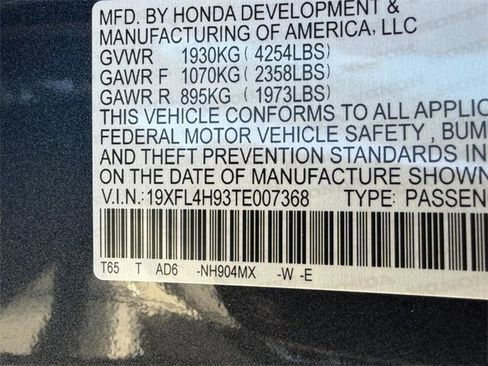 MFD. BY HONDA DEVELOPMENT &
MANUFACTURING OF AMERICA, LLC
GVWR 1930KG ( 4254LBS)
GAWR F 1070KG ( 2358LBS)
GAWR R 895KG ( 1973LBS)
THIS VEHICLE CONFORMS TO ALL APPLIC
FEDERAL MOTOR VEHICLE SAFETY , BUM
AND THEFT PREVENTION STANDARDS IN
ON THE DATE OF MANUFACTURE SHOWN
V.I.N.: 19XFL4H93TE007368 TYPE: PASSEN
T65 T AD6 -NH904MX -W -E